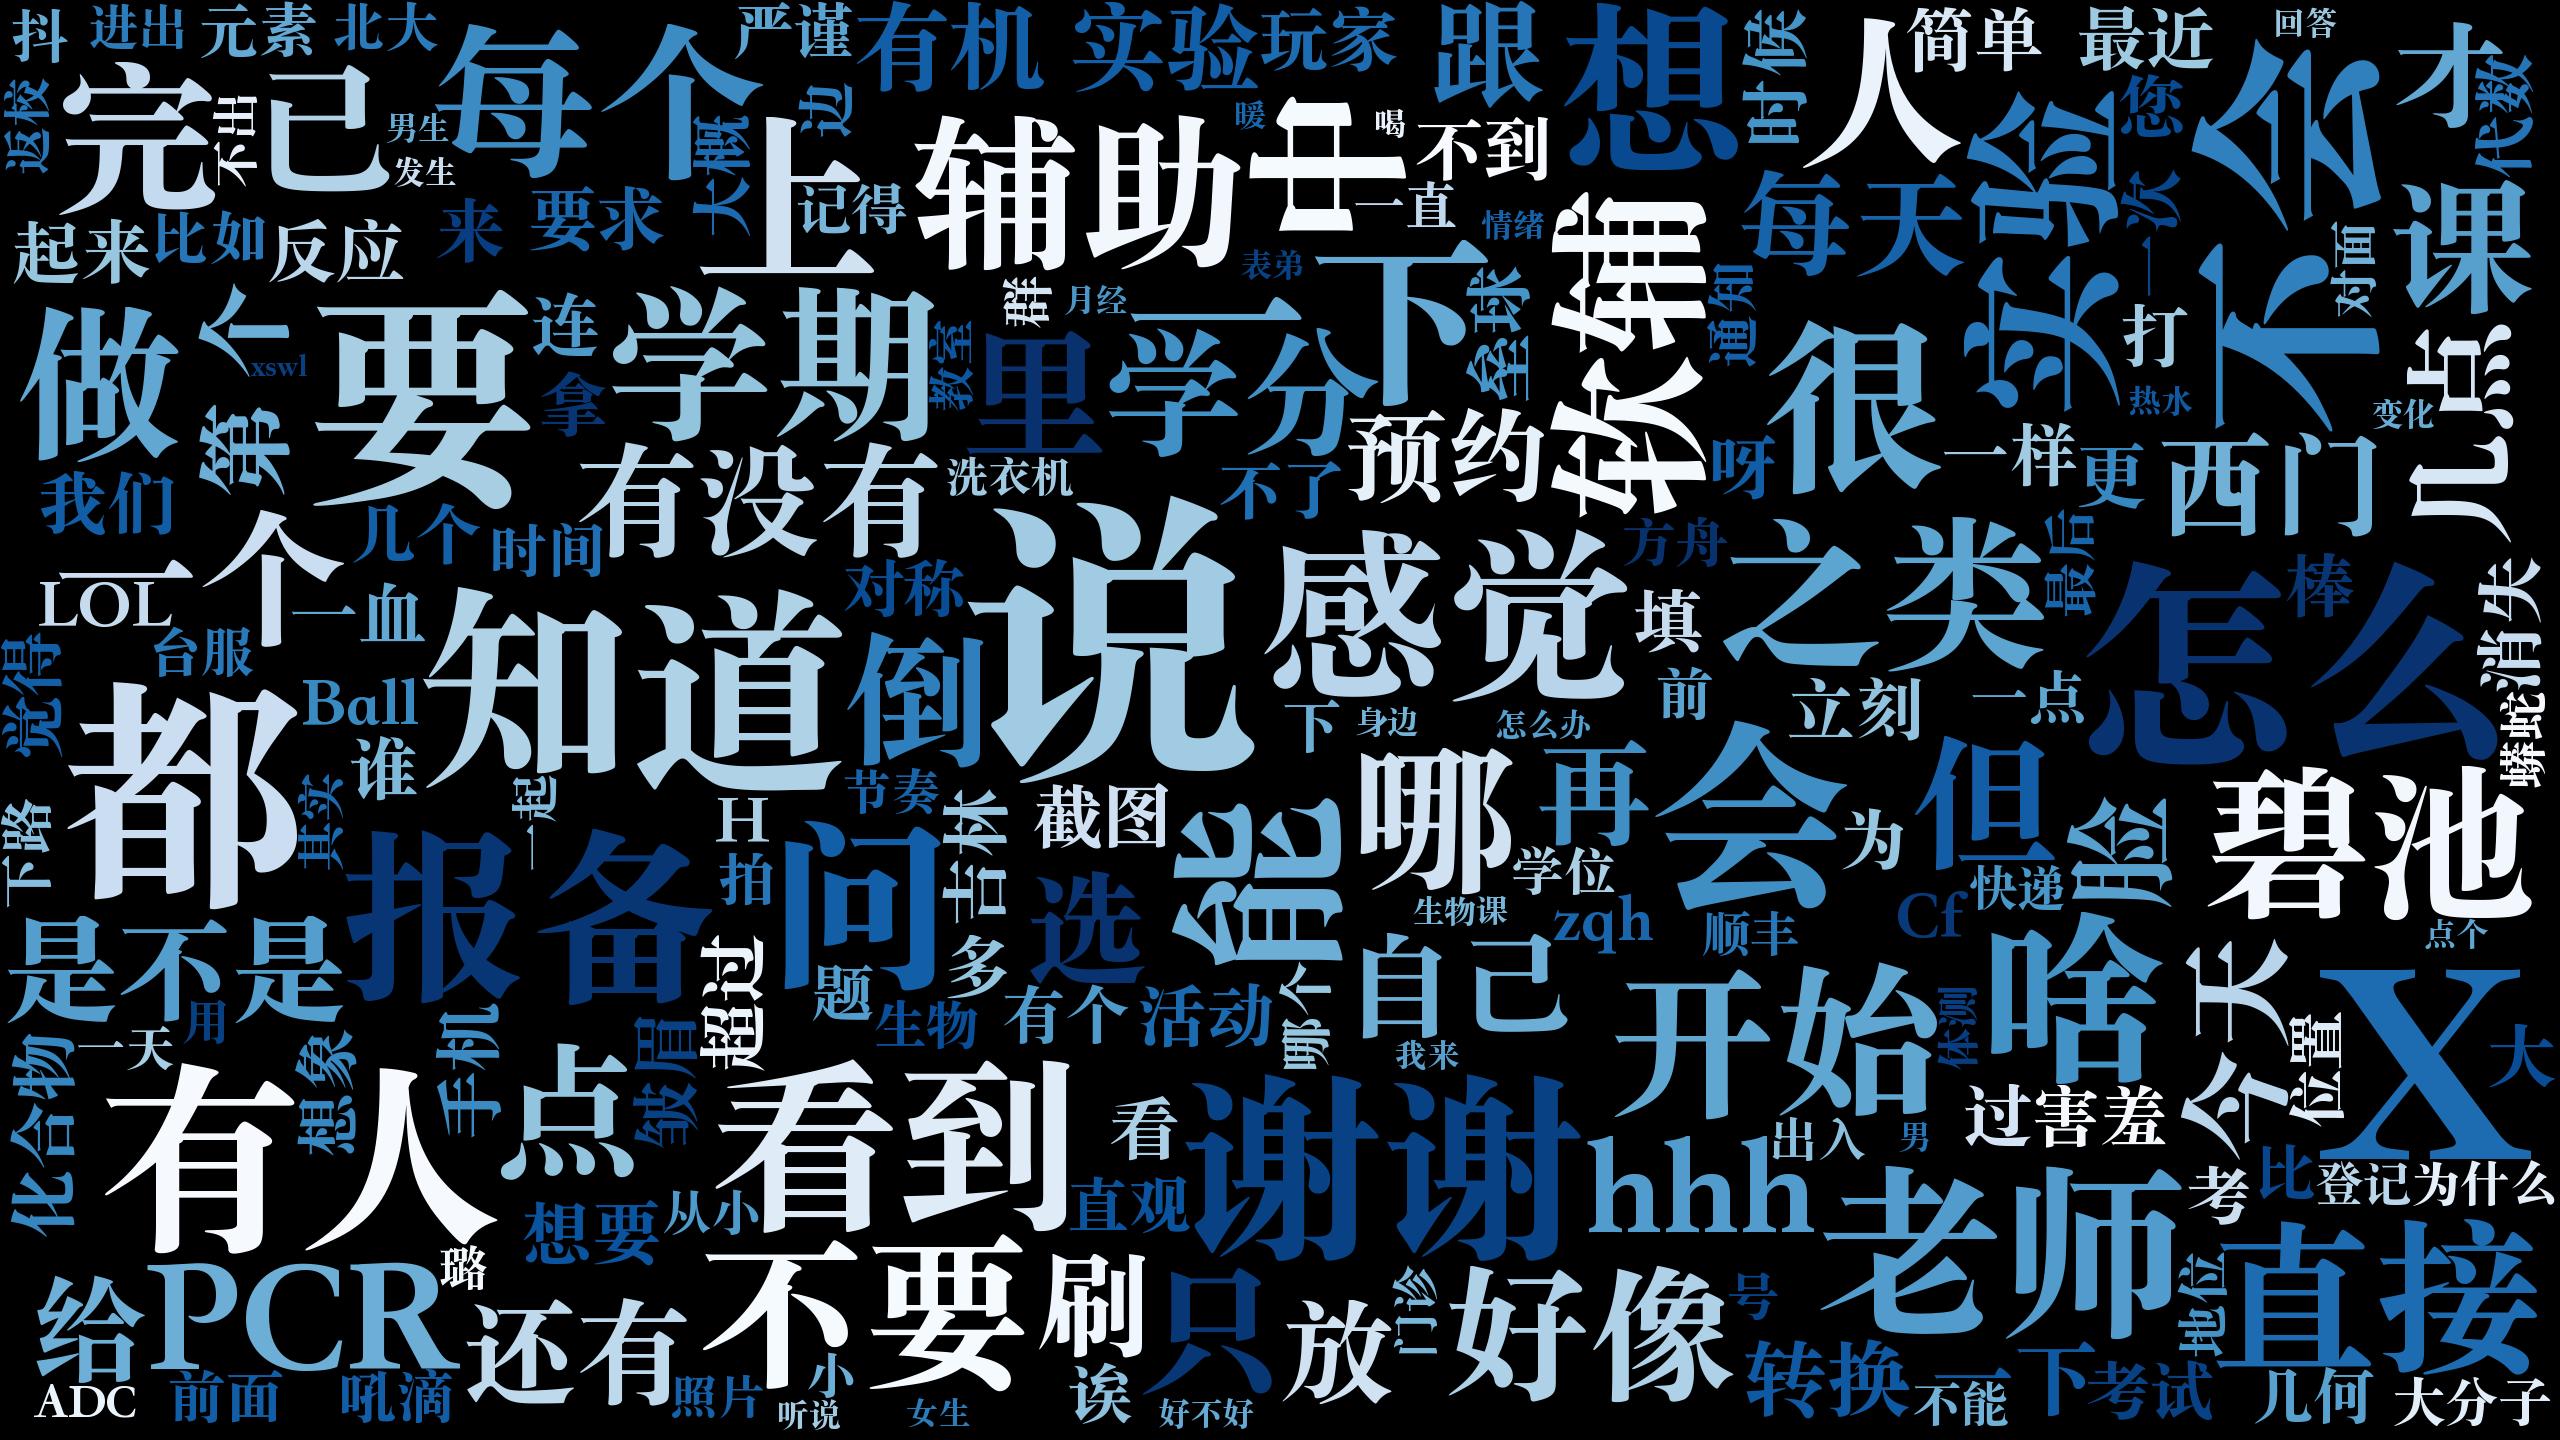 抖
进出
元素
北大
每个
严谨
有机
实验
玩家
跟
想
时候
人
简单
最近
回答
不会
才
代数
返校
完
不出
已
男生
发生
大概
边
上
记得
辅助
暖
中
喝
不到
一直
情绪
软辅
每天
实验
您
一次
课
对面
起来
比如
反应
来
要求
表弟
下
垒球
通知
做
第一个
xswl
要
连
拿
学期
教室
群
月经
里
学分
预约
很
打
热水
几点
变化
我们
几个
时间
有没有
洗衣机
不了
呀
一样
更
西门
一个
LOL
一血
台服
知道
对称
倒
说
感觉
方舟
填
之类
最后
怎么
棒
消失
觉得
都
Ball
谁
节奏
下
身边
怎么办
前
立刻
一点
蟒蛇
下路
其实
一起
报备
H
拍
问
吉林
截图
选
能
哪
再
学位
会
为
但
快递
脸
碧池
生物课
zqh
顺丰
Cf
点个
是不是
用
超过
题
多
生物
有个
活动
哪个
自己
我来
开始
体测
啥
今天
位置
X
大
化合物
一天
有人
想象
手机
点
皱眉
看到
看
直观
谢谢
hhh
出入
男
过害羞
老师
考
比
登记
为什么
想要
从小
给
PCR
璐
还有
不要
刷
只
放
门诊
好像
号
地位
直接
ADC
前面
吼滴
照片
小
听说
女生
诶
好不好
转换
不能
一下
考试
几何
大分子